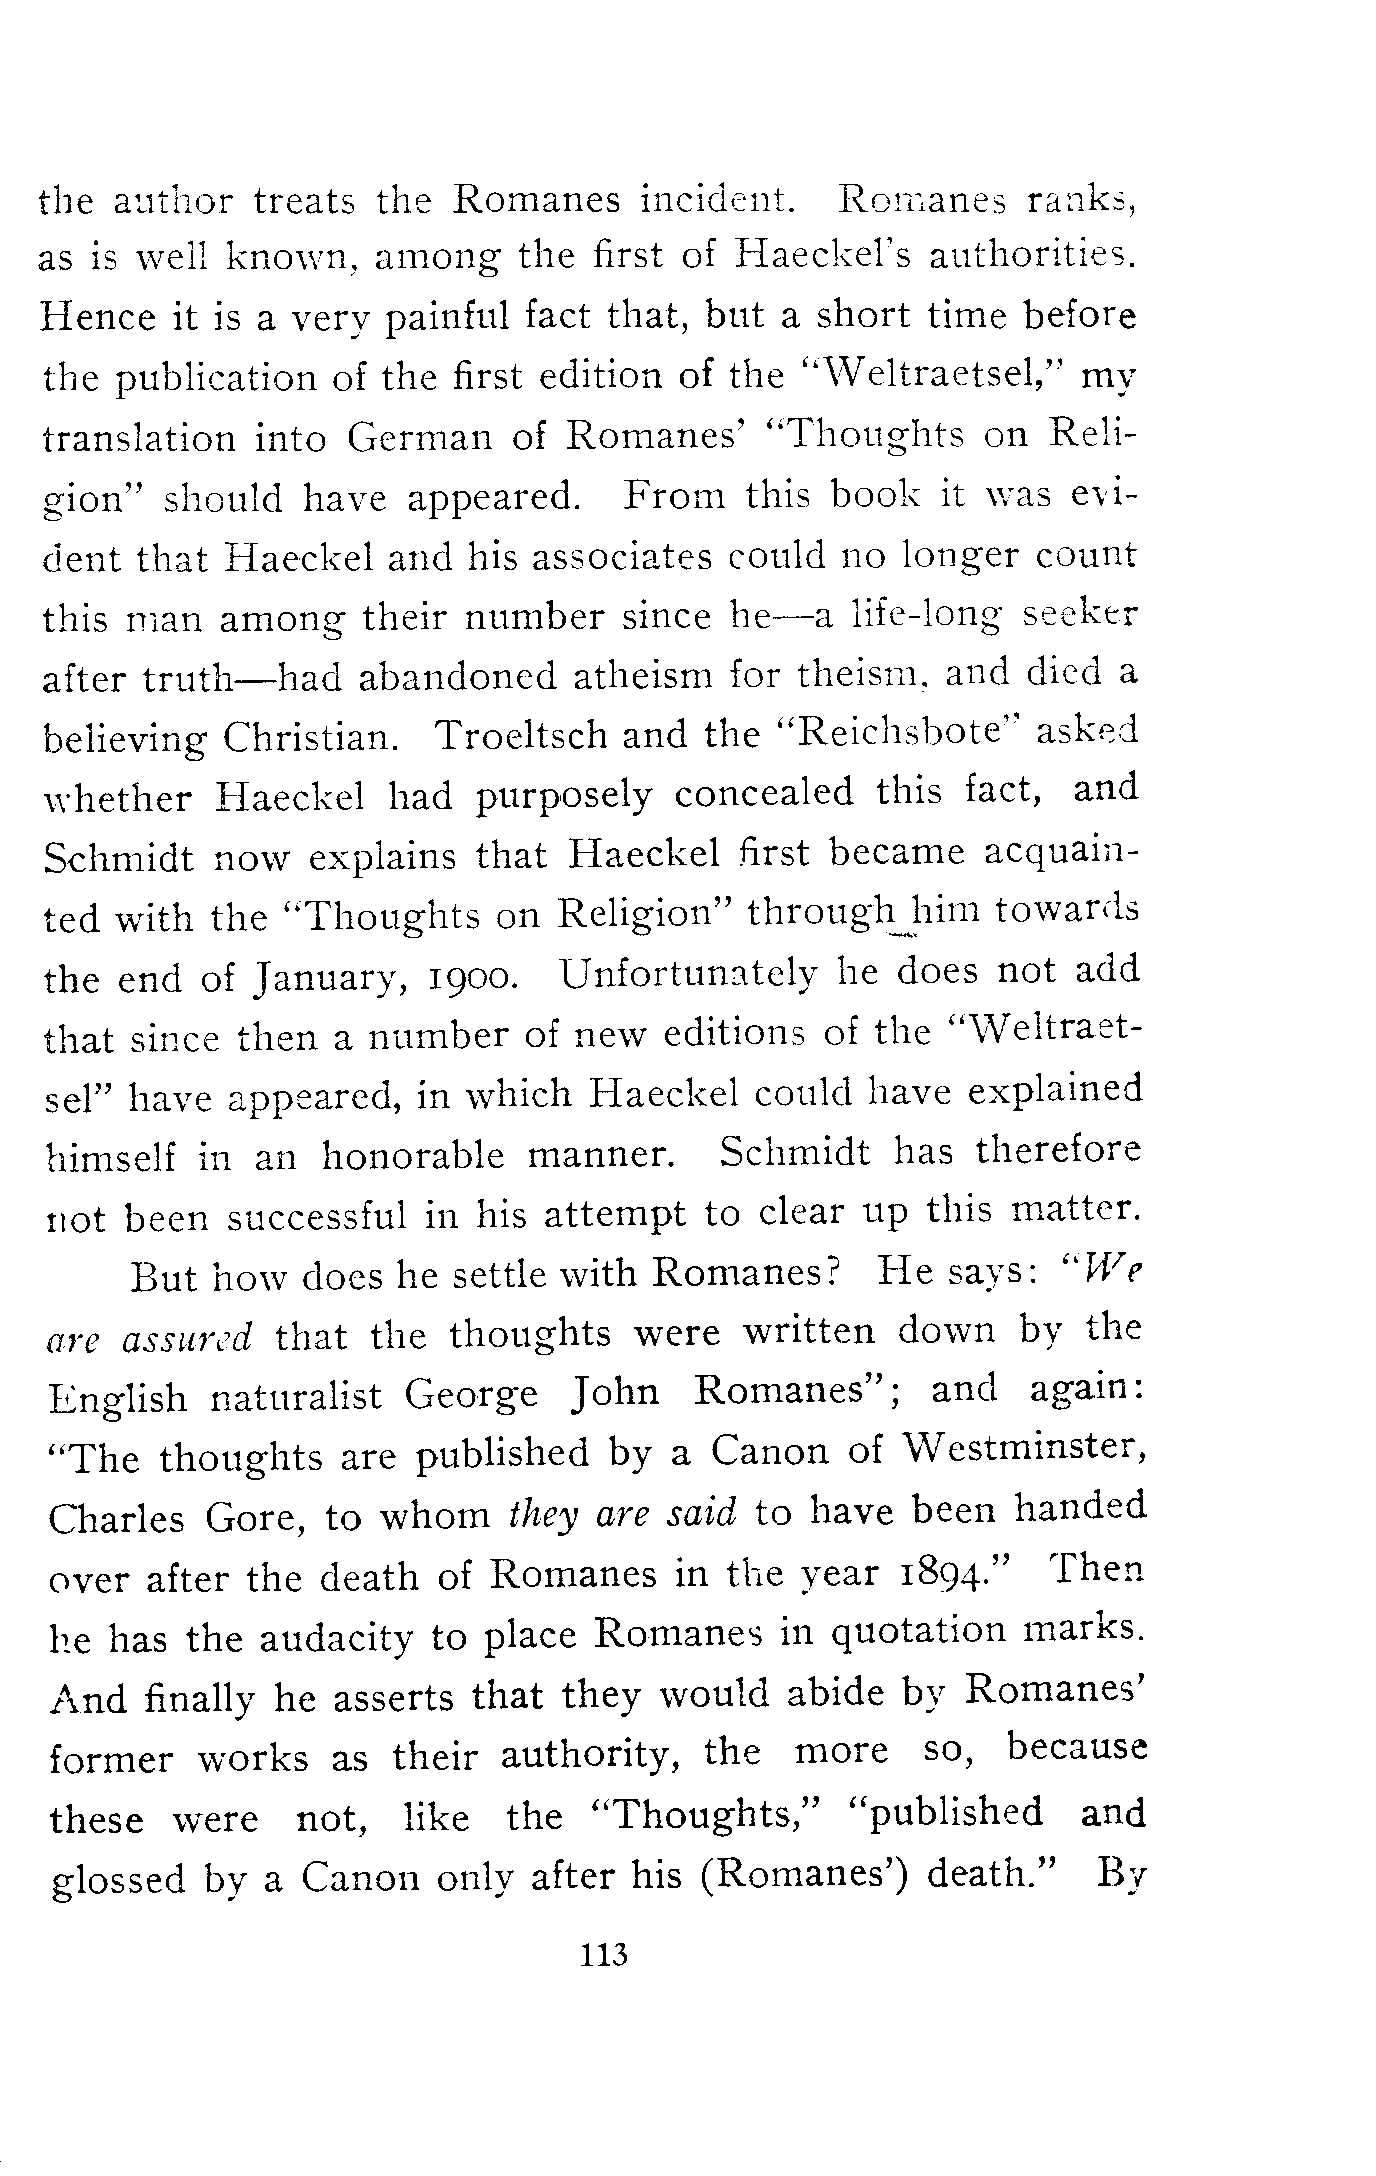 the author treats the Romanes incident. Romanes ranks,
as is well known, among the first of Haeckel's authorities.
Hence it is a very painful fact that, but a short time before
the publication of the first edition of the “Weltraetsel,” my
translation into German of Romanes' “Thoughts on Reli-
gion” should have appeared. From this book it was evi-
dent that Haeckel and his associates could no longer count
this man among their number since he—a life-long seeker
after truth—had abandoned atheism for theism, and died a
believing Christian. Troeltsch and the “Reichsbote” asked
whether Haeckel had purposely concealed this fact, and
Schmidt now explains that Haeckel first became acquain-
ted with the “Thoughts on Religion” through him towards
the end of January, 1900. Unfortunately he does not add
that since then a number of new editions of the “Weltraet-
sel” have appeared, in which Haeckel could have explained
himself in an honorable manner. Schmidt has therefore
not been successful in his attempt to clear up this matter.
But how does he settle with Romanes? He says: “We
are assured that the thoughts were written down by the
English naturalist George John Romanes”; and again:
“The thoughts are published by a Canon of Westminster,
Charles Gore, to whom they are said to have been handed
over after the death of Romanes in the year 1894.” Then
he has the audacity to place Romanes in quotation marks.
And finally he asserts that they would abide by Romanes'
former works as their authority, the more so, because
these were not, like the “Thoughts,” “published and
glossed by a Canon only after his (Romanes') death.” By
113